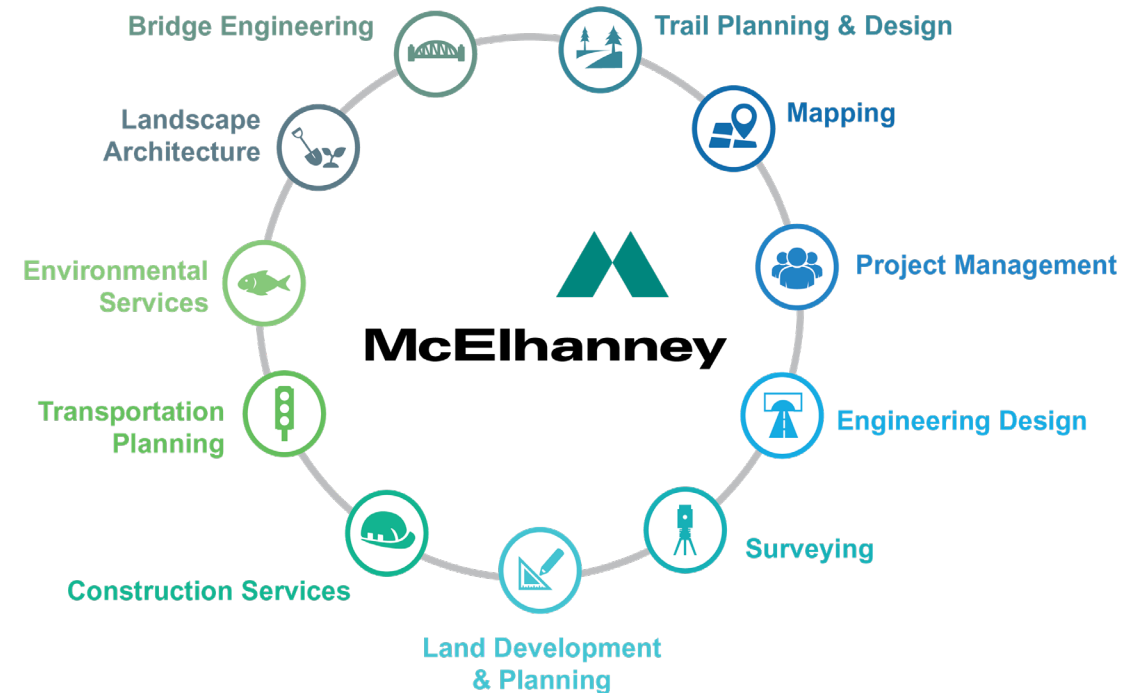 Bridge Engineering
Trail Planning & Design
Mapping
Project Management
Engineering Design
Surveying
Land Development
& Planning
Construction Services
Transportation
Planning
Environmental
Services
Landscape
Architecture
McElhanney